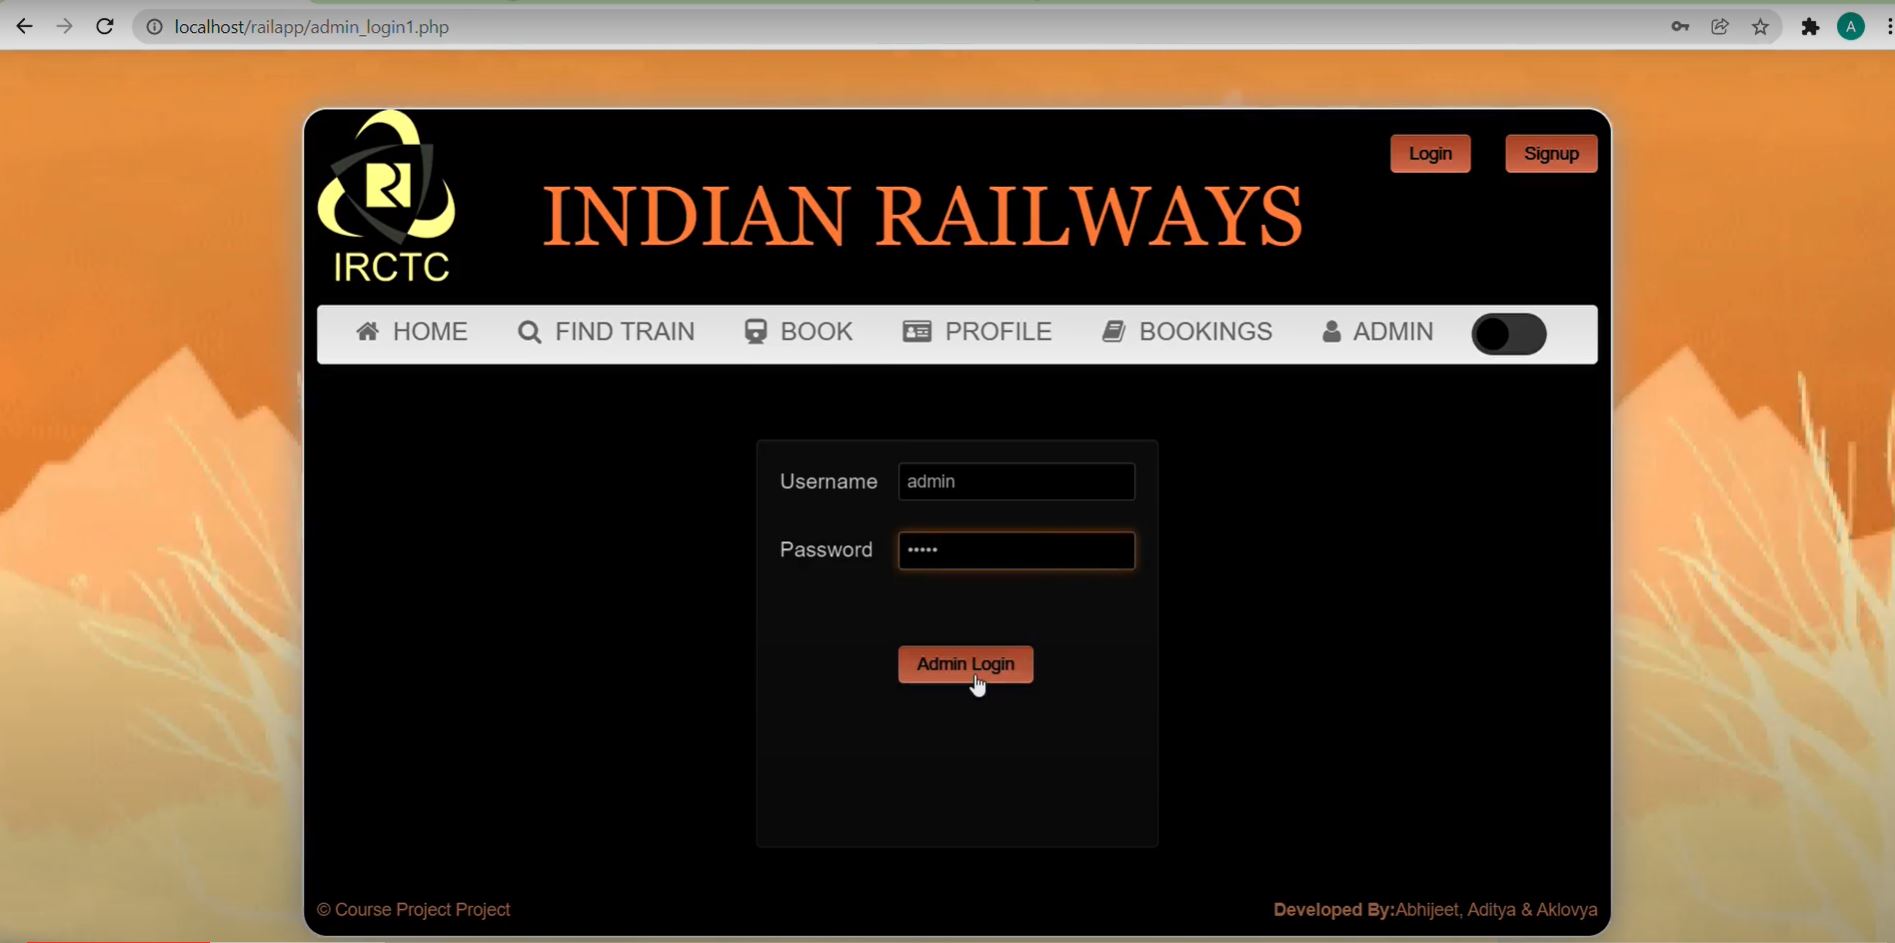 localhost/railapp/admin_login1.php
A
Login
Signup
INDIAN RAILWAYS
IRCTC
HOME
FIND TRAIN
BOOK
PROFILE
BOOKINGS
ADMIN
Username
admin
Password
•••••
Admin Login
© Course Project Project
Developed By:Abhijeet, Aditya & Aklovya